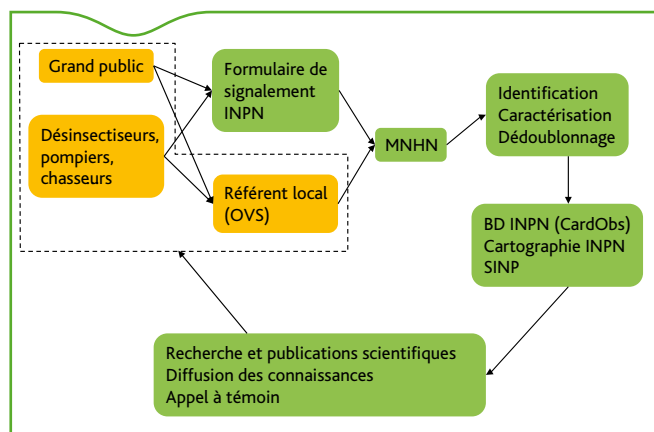 Grand public
Désinsectiseurs,
pompiers,
chasseurs
Formulaire de
signalement
INPN
Référent local
(OVS)
MNHN
Identification
Caractérisation
Dédoublonnage
BD INPN (CardObs)
Cartographie INPN
SINP
Recherche et publications scientifiques
Diffusion des connaissances
Appel à témoin